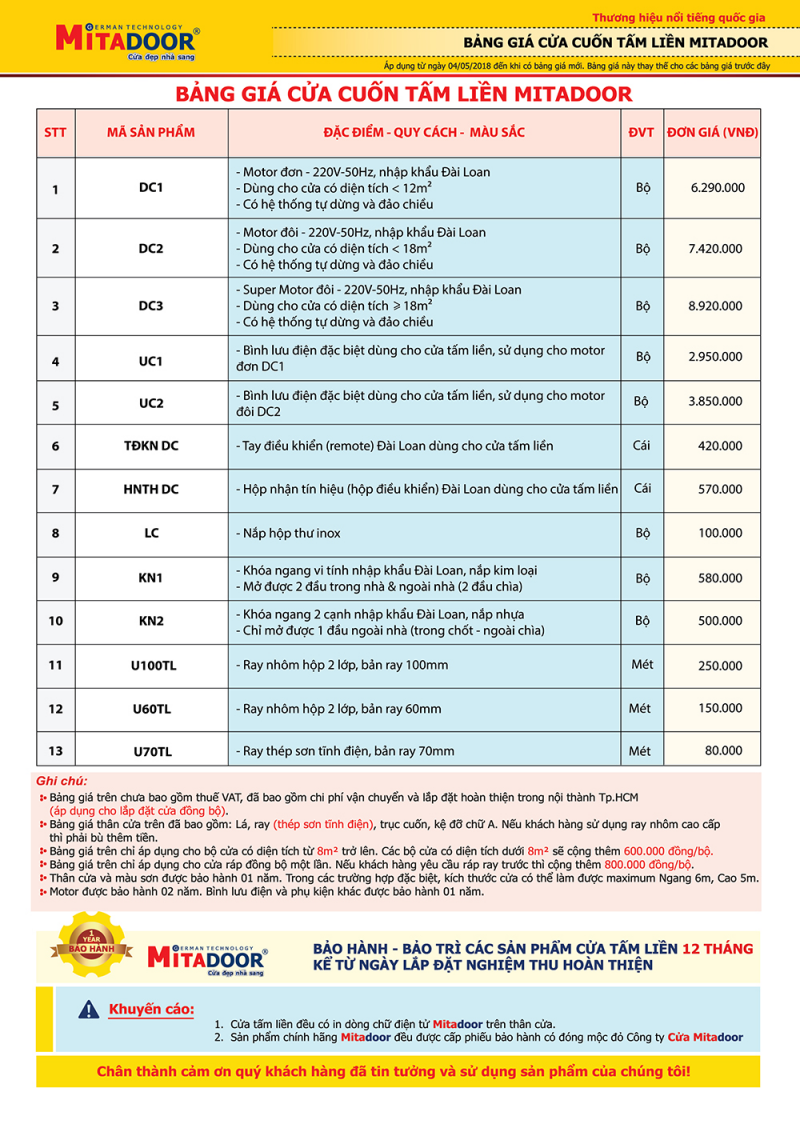 Thương hiệu nổi tiếng quốc gia
GERMAN TECHNOLOGY
MITADOOR®
Cửa đẹp nhà sang
BẢNG GIÁ CỬA CUỐN TẤM LIỀN MITADOOR
Áp dụng từ ngày 04/05/2018 đến khi có bảng giá mới. Bảng giá này thay thế cho các bảng giá trước đây
BẢNG GIÁ CỬA CUỐN TẤM LIỀN MITADOOR
STT MÃ SẢN PHẨM ĐẶC ĐIỂM - QUY CÁCH - MÀU SẮC ĐVT ĐƠN GIÁ (VNĐ)
- Motor đơn - 220V-50Hz, nhập khẩu Đài Loan
1 DC1 - Dùng cho cửa có diện tích < 12m² Bộ 6.290.000
- Có hệ thống tự dừng và đảo chiều
- Motor đôi - 220V-50Hz, nhập khẩu Đài Loan
2 DC2 - Dùng cho cửa có diện tích < 18m² Bộ 7.420.000
- Có hệ thống tự dừng và đảo chiều
- Super Motor đôi - 220V-50Hz, nhập khẩu Đài Loan
3 DC3 - Dùng cho cửa có diện tích ⩾ 18m² Bộ 8.920.000
- Có hệ thống tự dừng và đảo chiều
4 UC1 - Bình lưu điện đặc biệt dùng cho cửa tấm liền, sử dụng cho motor Bộ 2.950.000
đơn DC1
5 UC2 - Bình lưu điện đặc biệt dùng cho cửa tấm liền, sử dụng cho motor Bộ 3.850.000
đôi DC2
6 TĐKN DC - Tay điều khiển (remote) Đài Loan dùng cho cửa tấm liền Cái 420.000
7 HNTH DC - Hộp nhận tín hiệu (hộp điều khiển) Đài Loan dùng cho cửa tấm liền Cái 570.000
8 LC - Nắp hộp thư inox Bộ 100.000
9 KN1 - Khóa ngang vi tính nhập khẩu Đài Loan, nắp kim loại Bộ 580.000
- Mở được 2 đầu trong nhà & ngoài nhà (2 đầu chìa)
10 KN2 - Khóa ngang 2 cạnh nhập khẩu Đài Loan, nắp nhựa Bộ 500.000
- Chỉ mở được 1 đầu ngoài nhà (trong chốt - ngoài chìa)
11 U100TL - Ray nhôm hộp 2 lớp, bản ray 100mm Mét 250.000
12 U60TL - Ray nhôm hộp 2 lớp, bản ray 60mm Mét 150.000
13 U70TL - Ray thép sơn tĩnh điện, bản ray 70mm Mét 80.000
Ghi chú:
Bảng giá trên chưa bao gồm thuế VAT, đã bao gồm chi phí vận chuyển và lắp đặt hoàn thiện trong nội thành Tp.HCM
(áp dụng cho lắp đặt cửa đồng bộ).
Bảng giá thân cửa trên đã bao gồm: Lá, ray (thép sơn tĩnh điện), trục cuốn, kệ đỡ chữ A. Nếu khách hàng sử dụng ray nhôm cao cấp
thì phải bù thêm tiền.
Bảng giá trên chỉ áp dụng cho bộ cửa có diện tích từ 8m² trở lên. Các bộ cửa có diện tích dưới 8m² sẽ cộng thêm 600.000 đồng/bộ.
Bảng giá trên chỉ áp dụng cho cửa ráp đồng bộ một lần. Nếu khách hàng yêu cầu ráp ray trước thì cộng thêm 800.000 đồng/bộ.
Thân cửa và màu sơn được bảo hành 01 năm. Trong các trường hợp đặc biệt, kích thước cửa có thể làm được maximum Ngang 6m, Cao 5m.
Motor được bảo hành 02 năm. Bình lưu điện và phụ kiện khác được bảo hành 01 năm.
1
YEAR
BẢO HÀNH
GERMAN TECHNOLOGY
MITADOOR®
Cửa đẹp nhà sang
BẢO HÀNH - BẢO TRÌ CÁC SẢN PHẨM CỬA TẤM LIỀN 12 THÁNG
KỂ TỪ NGÀY LẮP ĐẶT NGHIỆM THU HOÀN THIỆN
Khuyến cáo:
1. Cửa tấm liền đều có in dòng chữ điện tử Mitadoor trên thân cửa.
2. Sản phẩm chính hãng Mitadoor đều được cấp phiếu bảo hành có đóng mộc đỏ Công ty Cửa Mitadoor
Chân thành cảm ơn quý khách hàng đã tin tưởng và sử dụng sản phẩm của chúng tôi!